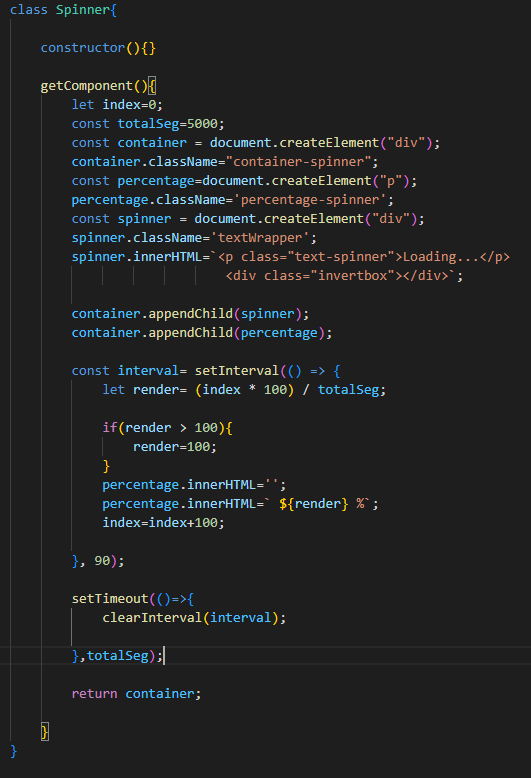 class Spinner{
constructor(){}
getComponent(){
let index=0;
const totalSeg=5000;
const container = document.createElement("div");
container.className="container-spinner";
const percentage=document.createElement("p");
percentage.className='percentage-spinner';
const spinner = document.createElement("div");
spinner.className='textWrapper';
spinner.innerHTML=`<p class="text-spinner">Loading...</p>
<div class="invertbox"></div>`;
container.appendChild(spinner);
container.appendChild(percentage);
const interval= setInterval(() => {
let render= (index * 100) / totalSeg;
if(render > 100){
render=100;
}
percentage.innerHTML='';
percentage.innerHTML=` ${render} %`;
index=index+100;
}, 90);
setTimeout(()=>{
clearInterval(interval);
},totalSeg);
return container;
}
}